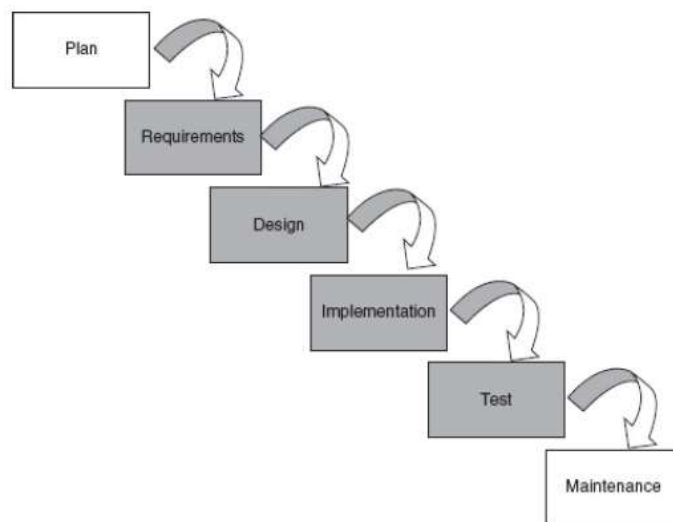 Plan
Requirements
Design
Implementation
Test
Maintenance